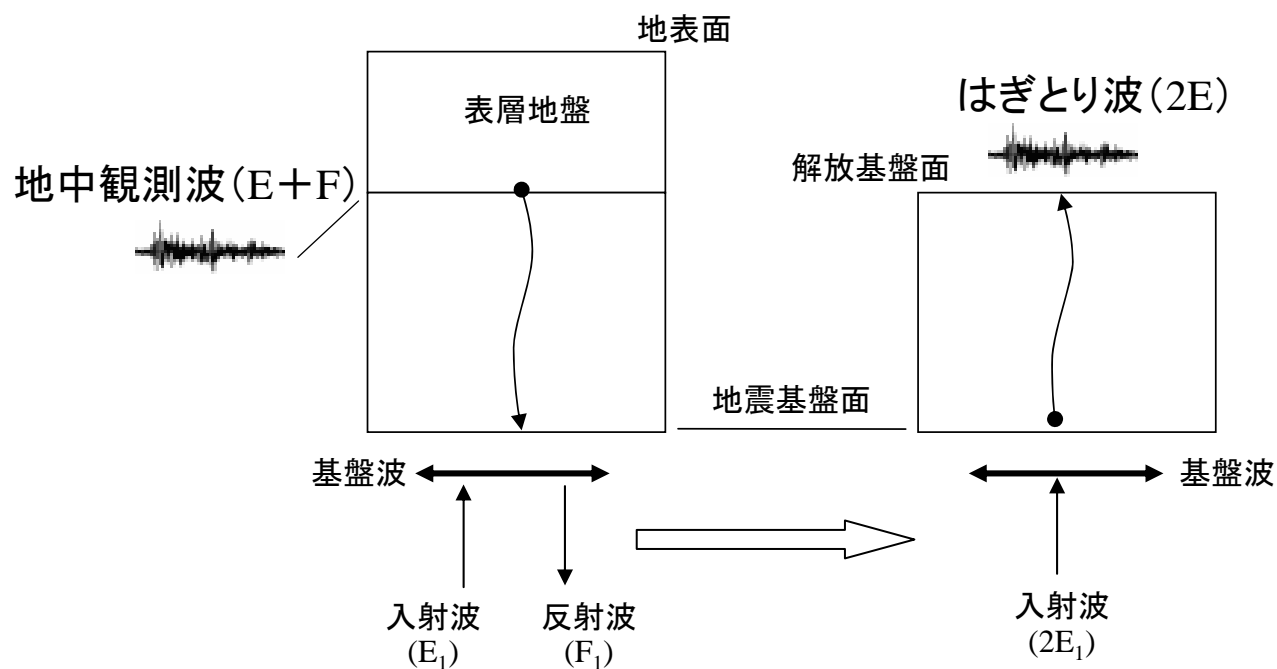 地表面
はぎとり波(2E)
表層地盤
解放基盤面
地中観測波(E+F)
地震基盤面
基盤波
基盤波
入射波
(E₁)
反射波
(F₁)
入射波
(2E₁)